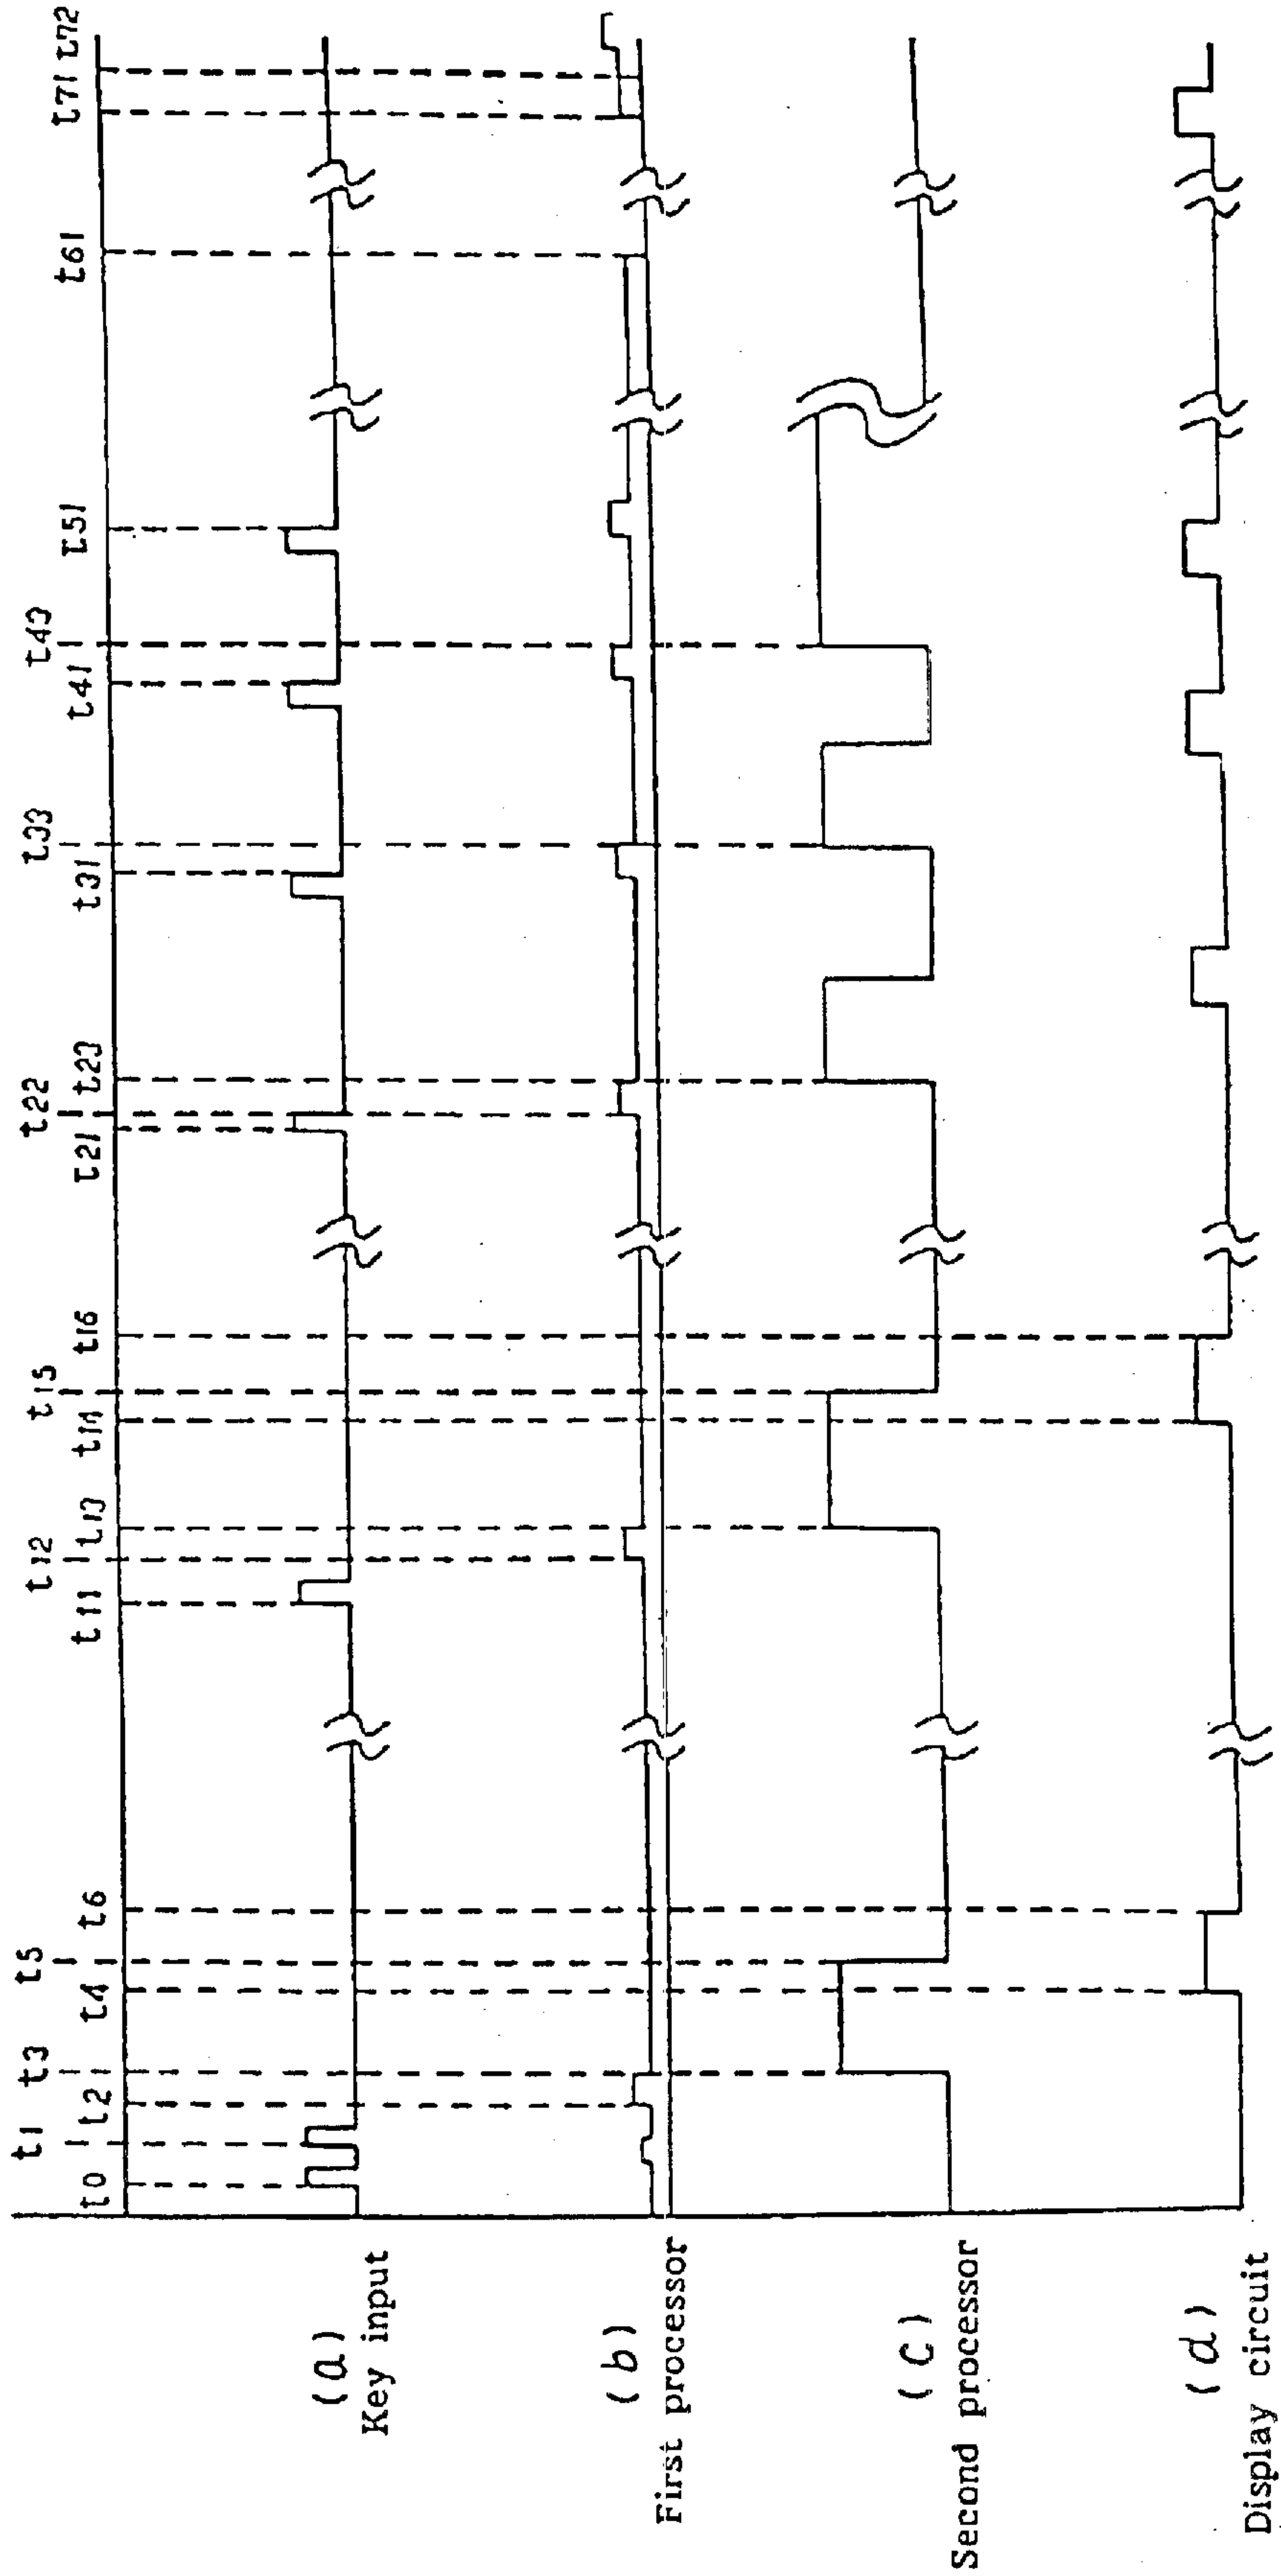 t1 t3 t5 t12 t15 t22 t33 t43
t0 t2 t4 t6 t11 t13 t14 t16 t21 t23 t31 t41 t51 t61 t71 t72
(a)
Key input
(b)
First processor
(c)
Second processor
(d)
Display circuit